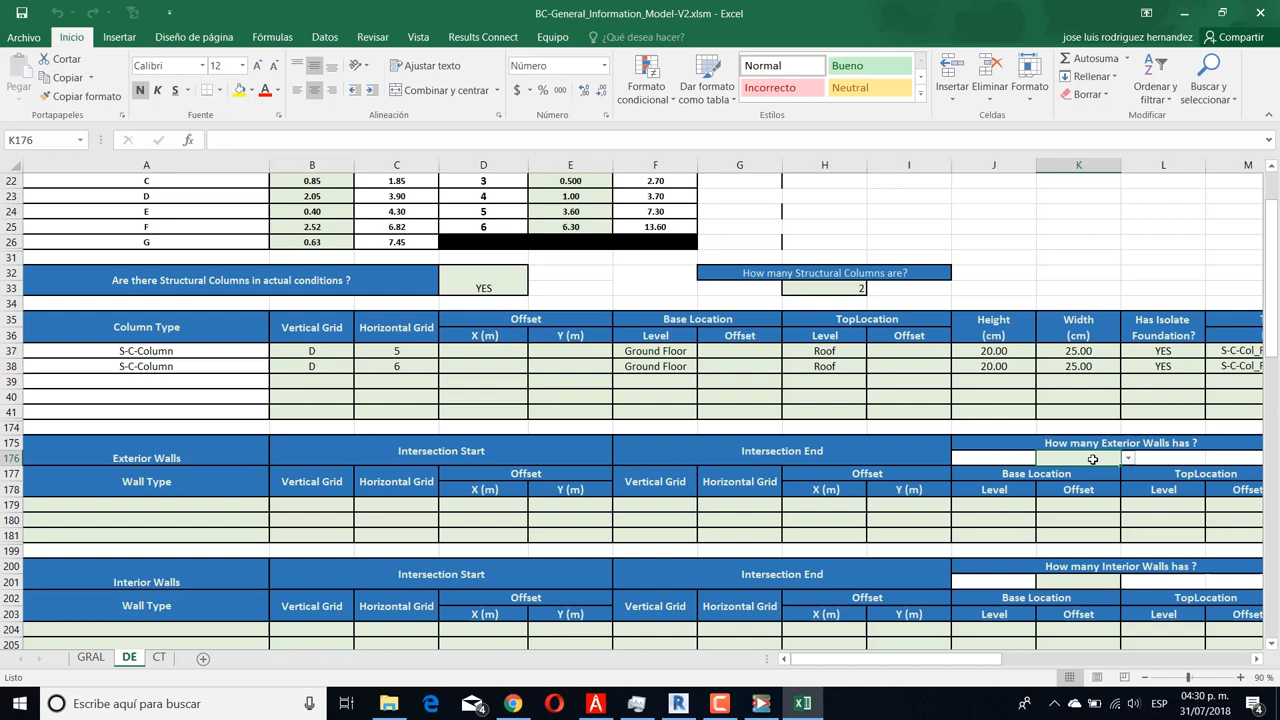 BC-General_Information_Model-V2.xlsm - Excel
Archivo Inicio Insertar Diseño de página Fórmulas Datos Revisar Vista Results Connect Equipo de medidas ¿Qué desea hacer? jose luis rodriguez hernandez Compartir
Pegar Cortar Calibri 12 Ajustar texto Número Formato condicional Dar formato como tabla Normal Bueno Insertar Eliminar Formato Autosuma Ordenar y filtrar Buscar y seleccionar
Copiar Rellenar
Copiar formato N K S Combinar y centrar $ % 000 Incorrecto Neutral Borrar
Portapapeles Fuente Alineación Número Estilos Celdas Modificar
K176 fx
A B C D E F G H I J K L M
22 C 0.85 1.85 3 0.500 2.70
23 D 2.05 3.90 4 1.00 3.70
24 E 0.40 4.30 5 3.60 7.30
25 F 2.52 6.82 6 6.30 13.60
26 G 0.63 7.45
31
32 Are there Structural Columns in actual conditions ? How many Structural Columns are?
33 YES 2
34
35 Column Type Vertical Grid Horizontal Grid Offset Base Location TopLocation Height Width Has Isolate
36 X (m) Y (m) Level Offset Level Offset (cm) (cm) Foundation?
37 S-C-Column D 5 Ground Floor Roof 20.00 25.00 YES S-C-Col_F
38 S-C-Column D 6 Ground Floor Roof 20.00 25.00 YES S-C-Col_F
39
40
41
174
175 Exterior Walls Intersection Start Intersection End How many Exterior Walls has ?
176
177 Wall Type Vertical Grid Horizontal Grid Offset Vertical Grid Horizontal Grid Offset Base Location TopLocation
178 X (m) Y (m) X (m) Y (m) Level Offset Level Offset
179
180
181
199
200 Interior Walls Intersection Start Intersection End How many Interior Walls has ?
201
202 Wall Type Vertical Grid Horizontal Grid Offset Vertical Grid Horizontal Grid Offset Base Location TopLocation
203 X (m) Y (m) X (m) Y (m) Level Offset Level Offset
204
205
GRAL DE CT
Listo 90 %
Escribe aquí para buscar 4 ESP 04:30 p. m.
31/07/2018